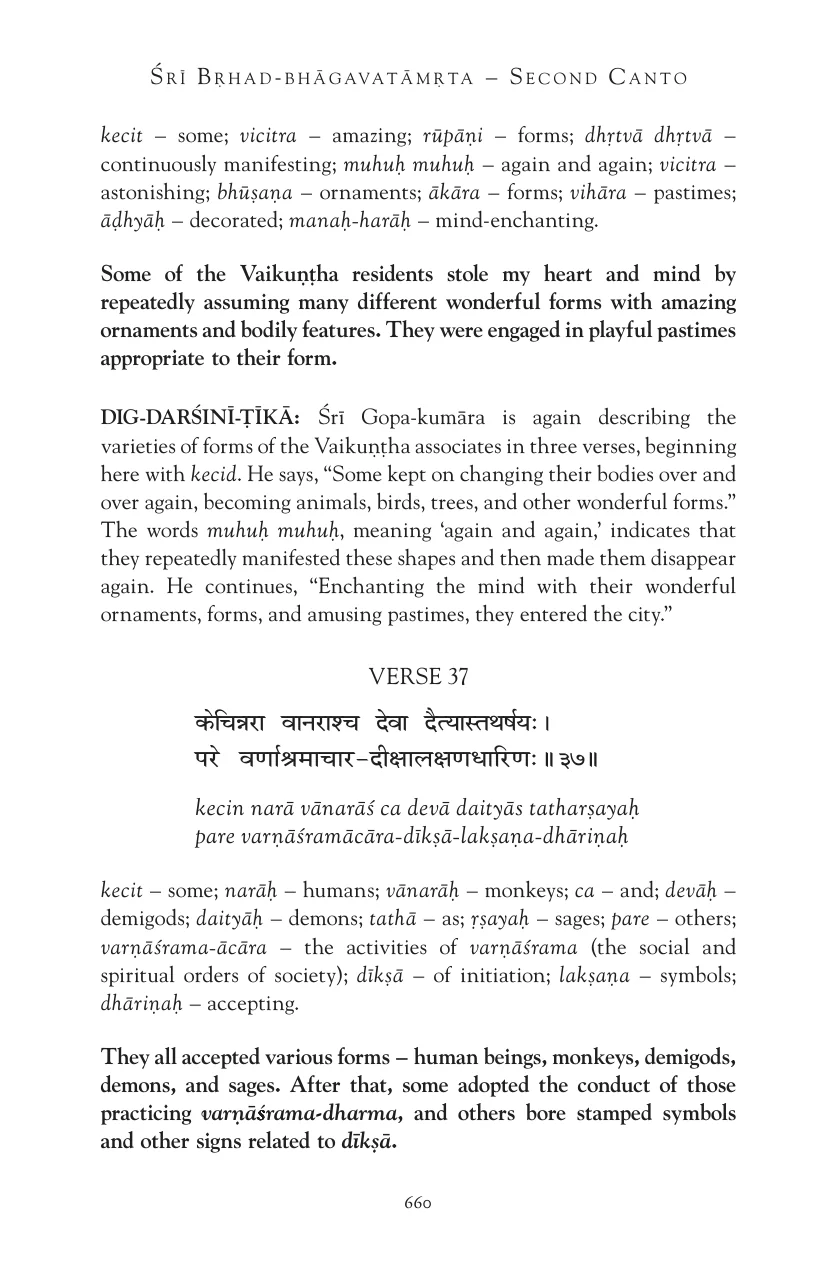 ŚRĪ BṚHAD-BHĀGAVATĀMṚTA – SECOND CANTO
kecit – some; vicitra – amazing; rūpāṇi – forms; dhṛtvā dhṛtvā –
continuously manifesting; muhuḥ muhuḥ – again and again; vicitra –
astonishing; bhūṣaṇa – ornaments; ākāra – forms; vihāra – pastimes;
āḍhyāḥ – decorated; manaḥ-harāḥ – mind-enchanting.
Some of the Vaikuṇṭha residents stole my heart and mind by
repeatedly assuming many different wonderful forms with amazing
ornaments and bodily features. They were engaged in playful pastimes
appropriate to their form.
DIG-DARŚINĪ-ṬĪKĀ: Śrī Gopa-kumāra is again describing the
varieties of forms of the Vaikuṇṭha associates in three verses, beginning
here with kecid. He says, “Some kept on changing their bodies over and
over again, becoming animals, birds, trees, and other wonderful forms.”
The words muhuḥ muhuḥ, meaning ‘again and again,’ indicates that
they repeatedly manifested these shapes and then made them disappear
again. He continues, “Enchanting the mind with their wonderful
ornaments, forms, and amusing pastimes, they entered the city.”
VERSE 37
केचिन्नरा वानराश्च देवा दैत्यास्तथर्षयः ।
परे वर्णाश्रमाचार-दीक्षालक्षणधारिणः ॥ ३७॥
kecin narā vānarāś ca devā daityās tatharṣayaḥ
pare varṇāśramācāra-dīkṣā-lakṣaṇa-dhāriṇaḥ
kecit – some; narāḥ – humans; vānarāḥ – monkeys; ca – and; devāḥ –
demigods; daityāḥ – demons; tathā – as; ṛṣayaḥ – sages; pare – others;
varṇāśrama-ācāra – the activities of varṇāśrama (the social and
spiritual orders of society); dīkṣā – of initiation; lakṣaṇa – symbols;
dhāriṇaḥ – accepting.
They all accepted various forms – human beings, monkeys, demigods,
demons, and sages. After that, some adopted the conduct of those
practicing varṇāśrama-dharma, and others bore stamped symbols
and other signs related to dīkṣā.
660